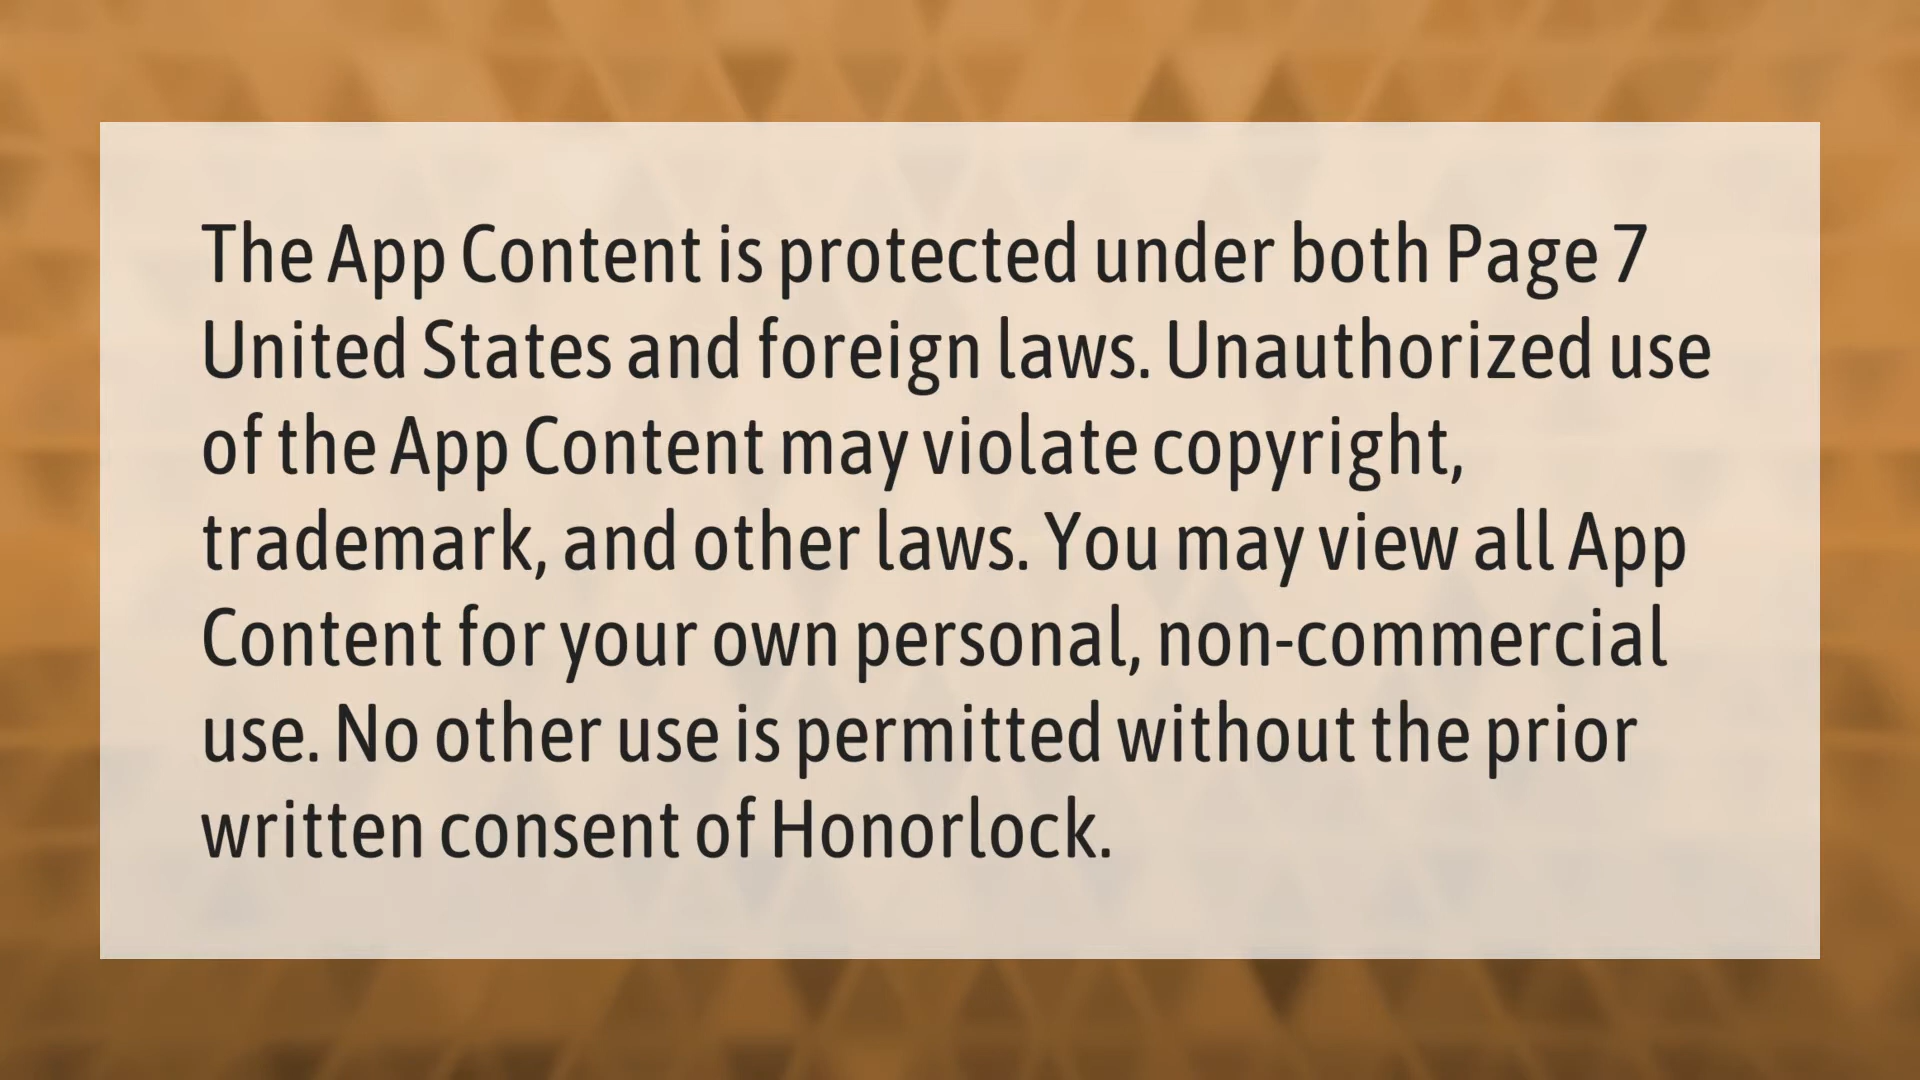 The App Content is protected under both Page 7
United States and foreign laws. Unauthorized use
of the App Content may violate copyright,
trademark, and other laws. You may view all App
Content for your own personal, non-commercial
use. No other use is permitted without the prior
written consent of Honorlock.